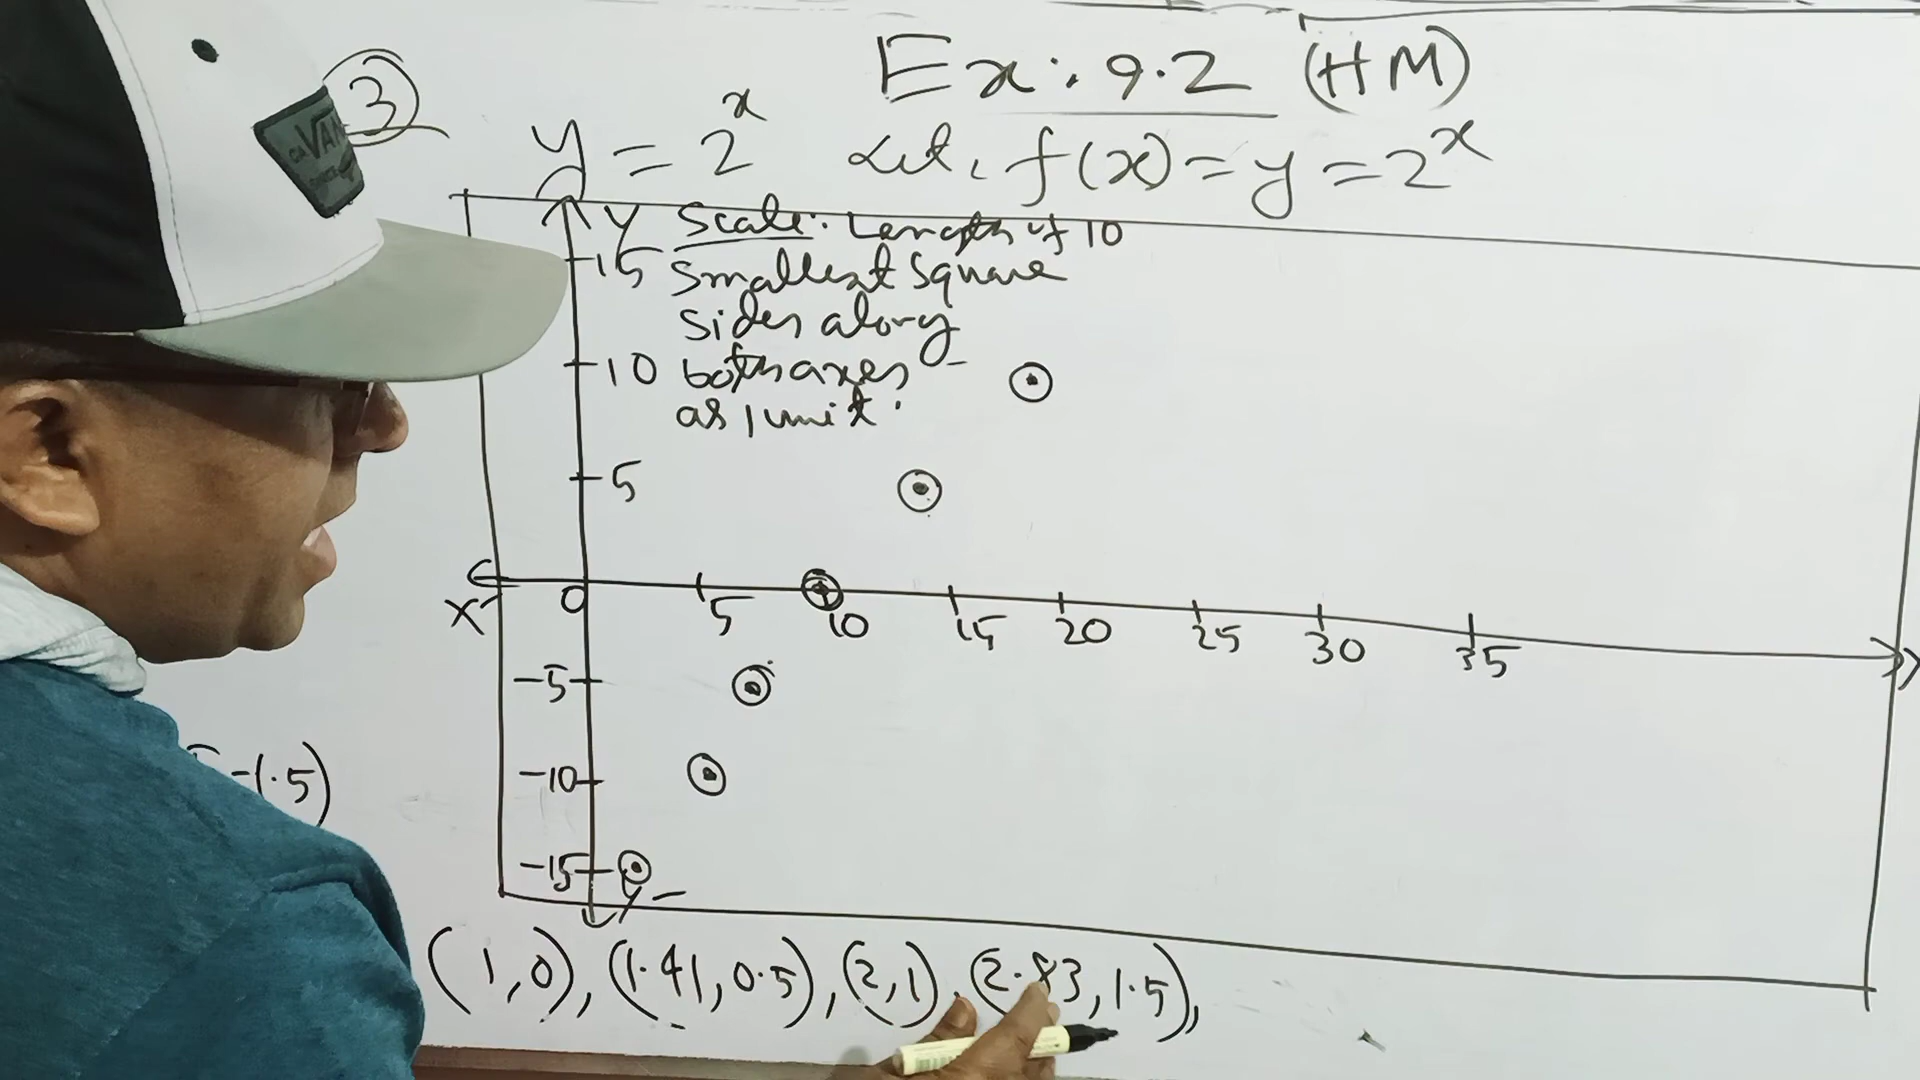 Ex: 9.2 (HM)
3
y = 2^x Let, f(x) = y = 2^x
Y Scale: Length of 10
15 smallest square
sides along
10 both axes
as 1 unit.
5
X' 0 5 10 15 20 25 30 35
-5
-10
-1.5)
-15
Y'
(1,0), (1.41, 0.5), (2,1), (2.83, 1.5),
VAN